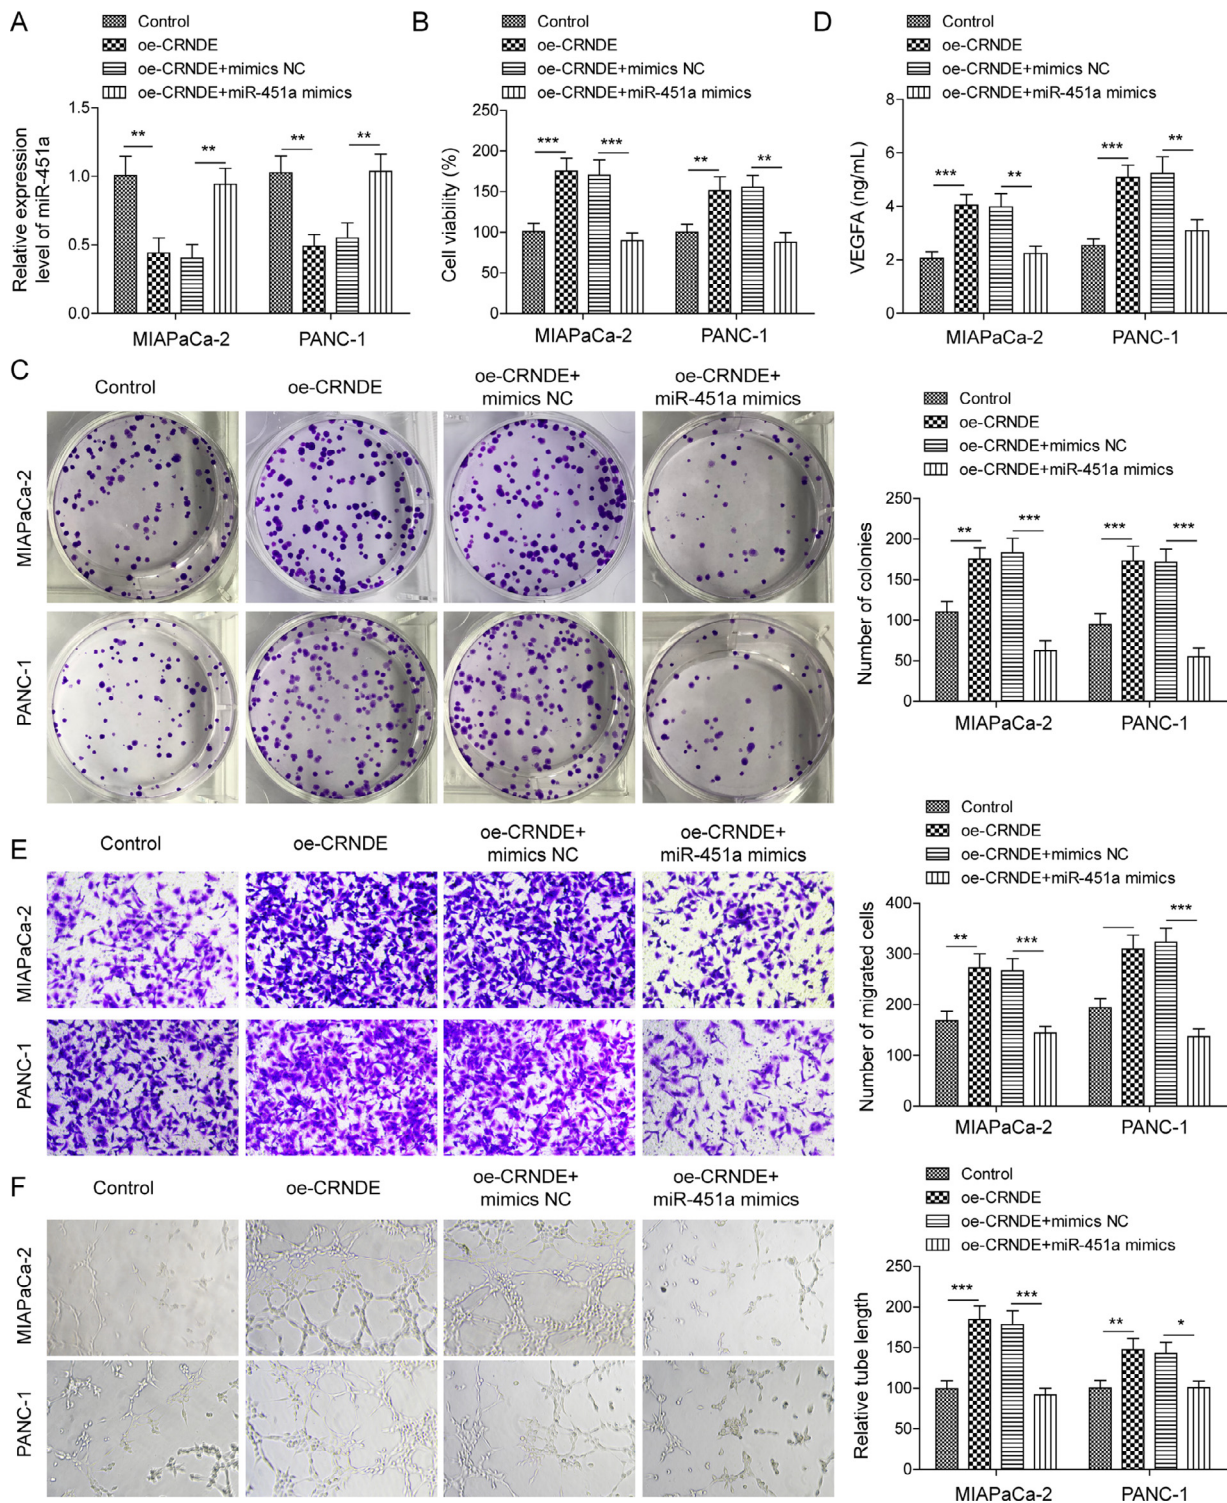 A
Control
oe-CRNDE
oe-CRNDE+mimics NC
oe-CRNDE+miR-451a mimics
Relative expression
level of miR-451a
1.5
1.0
0.5
0.0
** ** ** **
MIAPaCa-2 PANC-1
B
Control
oe-CRNDE
oe-CRNDE+mimics NC
oe-CRNDE+miR-451a mimics
Cell viability (%)
250
200
150
100
50
0
*** *** ** **
MIAPaCa-2 PANC-1
D
Control
oe-CRNDE
oe-CRNDE+mimics NC
oe-CRNDE+miR-451a mimics
VEGFA (ng/mL)
8
6
4
2
0
*** ** *** **
MIAPaCa-2 PANC-1
C
Control
oe-CRNDE
oe-CRNDE+
mimics NC
oe-CRNDE+
miR-451a mimics
MIAPaCa-2
PANC-1
Control
oe-CRNDE
oe-CRNDE+mimics NC
oe-CRNDE+miR-451a mimics
Number of colonies
250
200
150
100
50
0
** *** *** ***
MIAPaCa-2 PANC-1
E
Control
oe-CRNDE
oe-CRNDE+
mimics NC
oe-CRNDE+
miR-451a mimics
MIAPaCa-2
PANC-1
Control
oe-CRNDE
oe-CRNDE+mimics NC
oe-CRNDE+miR-451a mimics
Number of migrated cells
400
300
200
100
0
** *** ***
MIAPaCa-2 PANC-1
F
Control
oe-CRNDE
oe-CRNDE+
mimics NC
oe-CRNDE+
miR-451a mimics
MIAPaCa-2
PANC-1
Control
oe-CRNDE
oe-CRNDE+mimics NC
oe-CRNDE+miR-451a mimics
Relative tube length
250
200
150
100
50
0
*** *** ** *
MIAPaCa-2 PANC-1